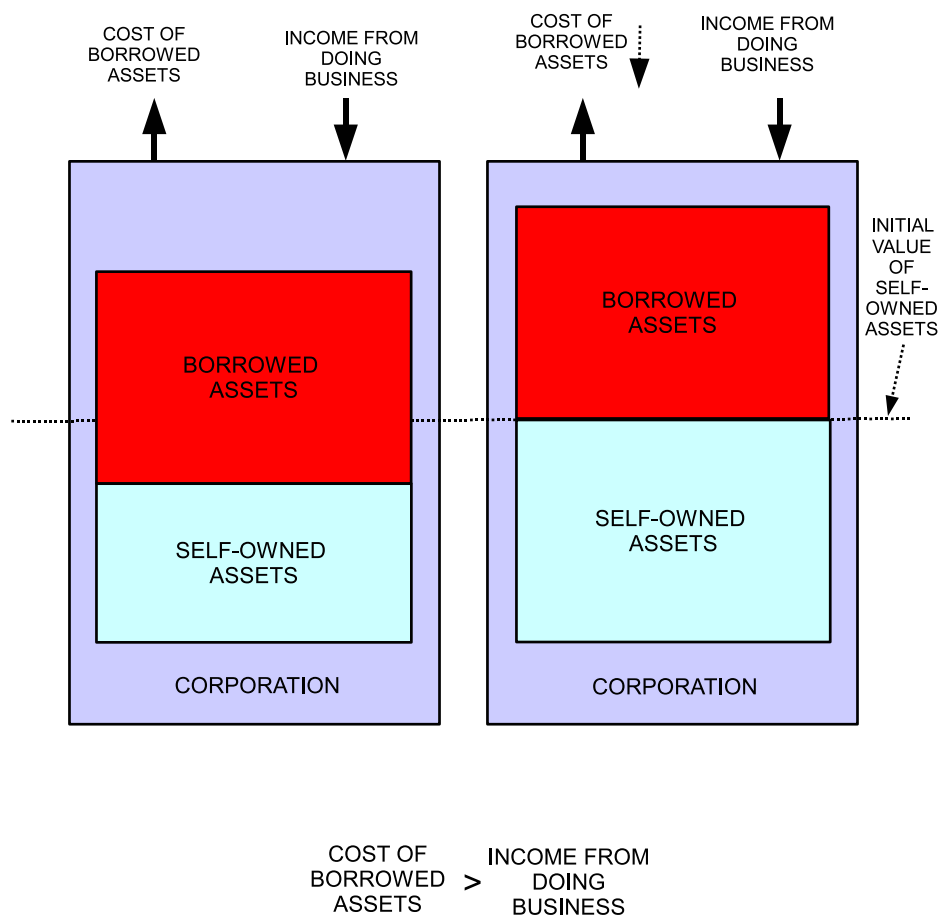 COST OF
BORROWED
ASSETS
INCOME FROM
DOING
BUSINESS
COST OF
BORROWED
ASSETS
INCOME FROM
DOING
BUSINESS
INITIAL
VALUE
OF
SELF-
OWNED
ASSETS
BORROWED
ASSETS
SELF-OWNED
ASSETS
CORPORATION
BORROWED
ASSETS
SELF-OWNED
ASSETS
CORPORATION
COST OF
BORROWED
ASSETS
>
INCOME FROM
DOING
BUSINESS